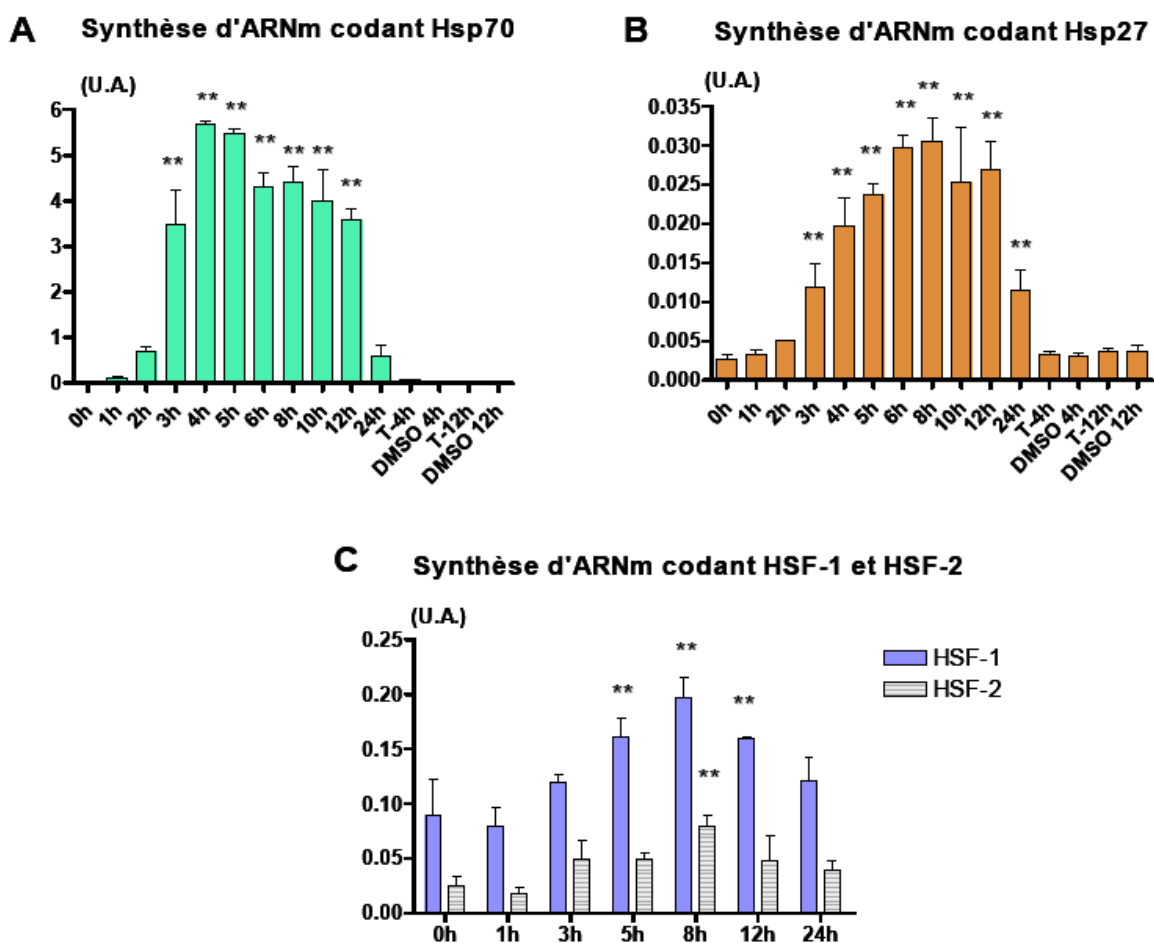 A Synthèse d'ARNm codant Hsp70
(U.A.)
6
5
4
3
2
1
0
** ** ** ** ** ** ** **
0h 1h 2h 3h 4h 5h 6h 8h 10h 12h 24h T-4h DMSO 4h T-12h DMSO 12h
B Synthèse d'ARNm codant Hsp27
(U.A.)
0.035
0.030
0.025
0.020
0.015
0.010
0.005
0.000
** ** ** ** ** ** ** **
0h 1h 2h 3h 4h 5h 6h 8h 10h 12h 24h T-4h DMSO 4h T-12h DMSO 12h
C Synthèse d'ARNm codant HSF-1 et HSF-2
(U.A.)
0.25
0.20
0.15
0.10
0.05
0.00
** ** ** **
0h 1h 3h 5h 8h 12h 24h
HSF-1
HSF-2